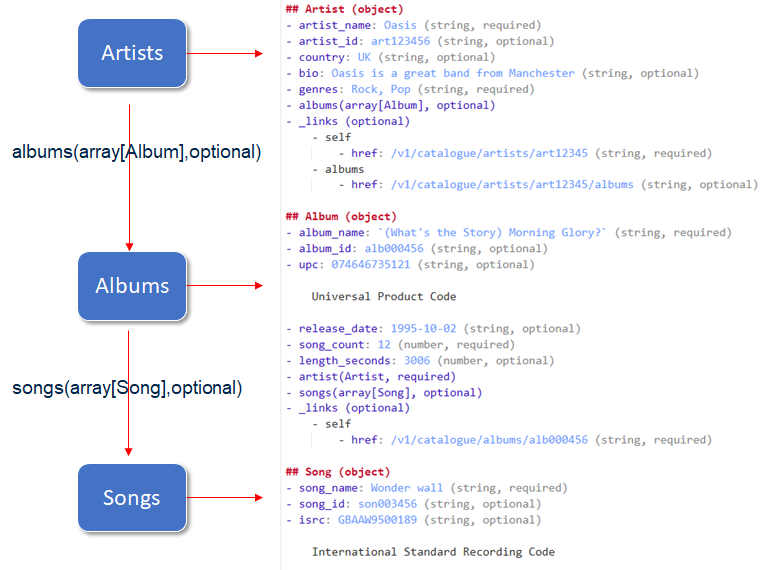 Artists
albums(array[Album],optional)
Albums
songs(array[Song],optional)
Songs
## Artist (object)
- artist_name: Oasis (string, required)
- artist_id: art123456 (string, optional)
- country: UK (string, optional)
- bio: Oasis is a great band from Manchester (string, optional)
- genres: Rock, Pop (string, required)
- albums(array[Album], optional)
- _links (optional)
- self
- href: /v1/catalogue/artists/art12345 (string, required)
- albums
- href: /v1/catalogue/artists/art12345/albums (string, optional)
## Album (object)
- album_name: `(What's the Story) Morning Glory?` (string, required)
- album_id: alb000456 (string, optional)
- upc: 074646735121 (string, optional)
Universal Product Code
- release_date: 1995-10-02 (string, optional)
- song_count: 12 (number, required)
- length_seconds: 3006 (number, optional)
- artist(Artist, required)
- songs(array[Song], optional)
- _links (optional)
- self
- href: /v1/catalogue/albums/alb000456 (string, required)
## Song (object)
- song_name: Wonder wall (string, required)
- song_id: son003456 (string, optional)
- isrc: GBAAW9500189 (string, optional)
International Standard Recording Code